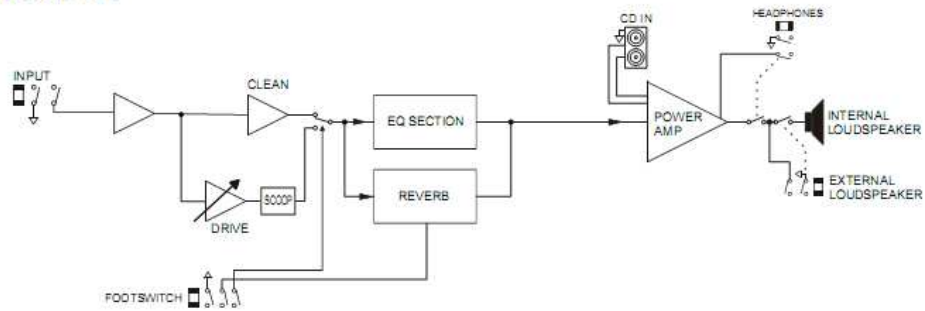 HEADPHONES
CD IN
INPUT
CLEAN
EQ SECTION
POWER
AMP
INTERNAL
LOUDSPEAKER
REVERB
SCOOP
DRIVE
EXTERNAL
LOUDSPEAKER
FOOTSWITCH